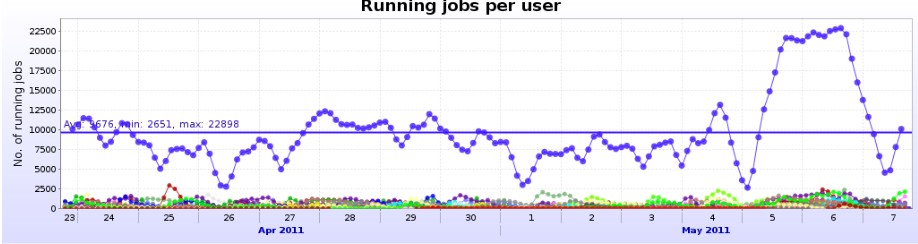 Running jobs per user
No. of running jobs
22500
20000
17500
15000
12500
10000
7500
5000
2500
0
Avg: 9676, min: 2651, max: 22898
23 24 25 26 27 28 29 30 1 2 3 4 5 6 7
Apr 2011 May 2011